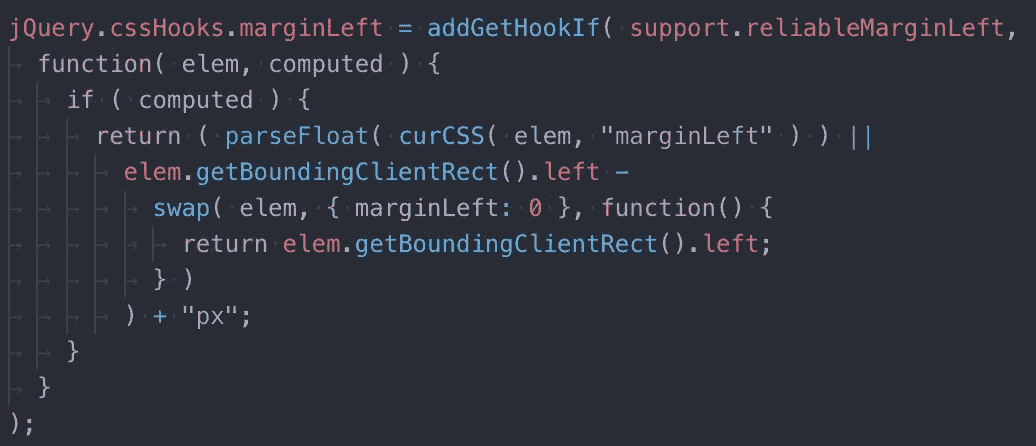 jQuery.cssHooks.marginLeft = addGetHookIf( support.reliableMarginLeft,
function( elem, computed ) {
if ( computed ) {
return ( parseFloat( curCSS( elem, "marginLeft" ) ) ||
elem.getBoundingClientRect().left -
swap( elem, { marginLeft: 0 }, function() {
return elem.getBoundingClientRect().left;
} )
) + "px";
}
}
);